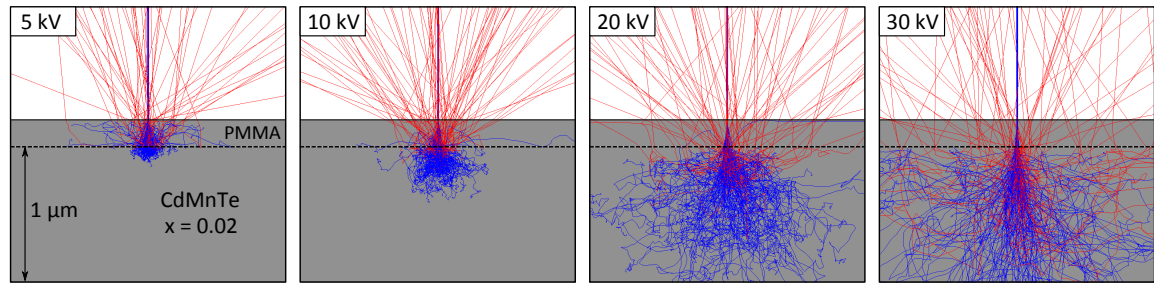 5 kV
10 kV
20 kV
30 kV
PMMA
1 μm
CdMnTe
x = 0.02